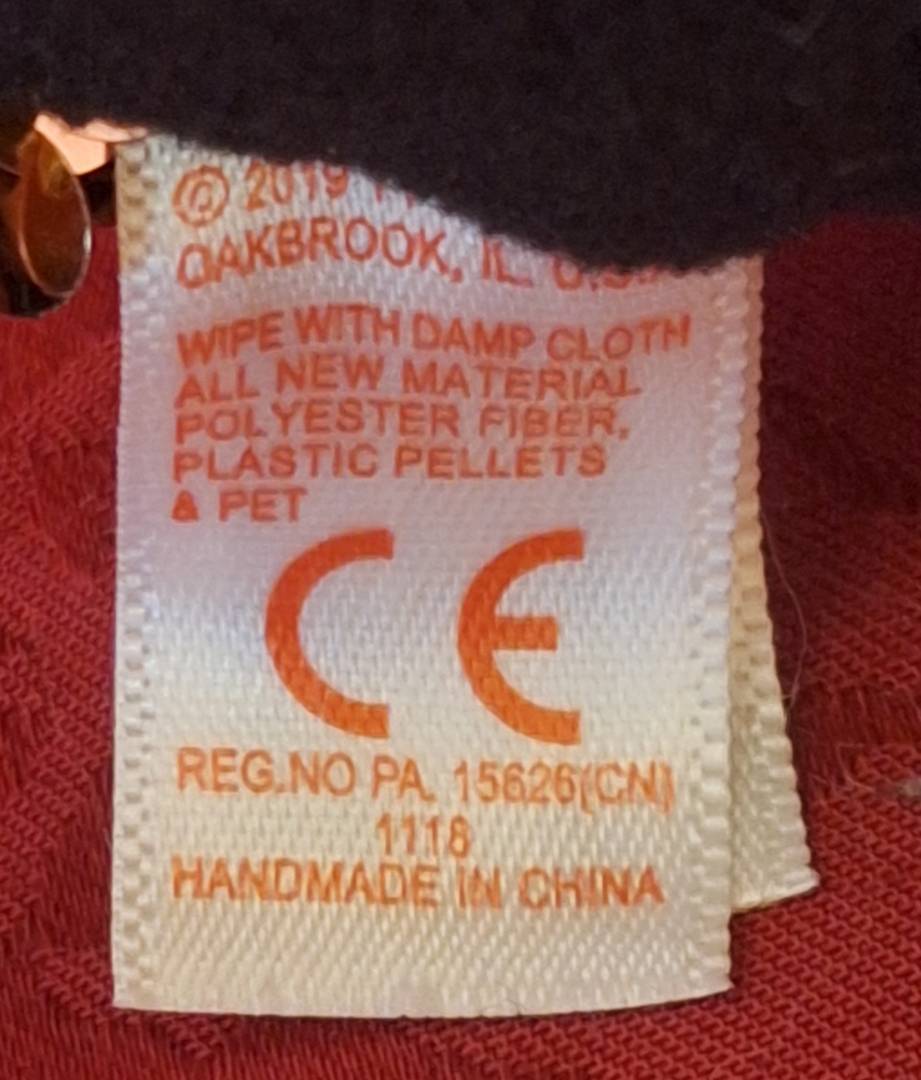 © 2019
OAKBROOK, IL. U.S.A.
WIPE WITH DAMP CLOTH
ALL NEW MATERIAL
POLYESTER FIBER,
PLASTIC PELLETS
& PET
CE
REG.NO PA. 15626(CN)
1118
HANDMADE IN CHINA